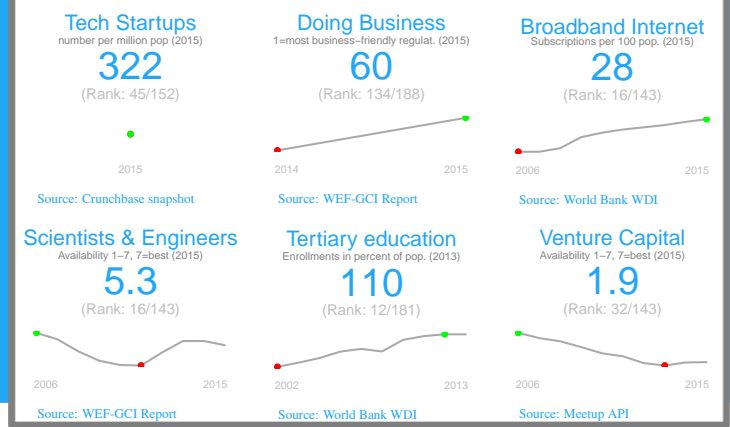 Tech Startups
number per million pop (2015)
322
(Rank: 45/152)
2015
Source: Crunchbase snapshot
Doing Business
1=most business−friendly regulat. (2015)
60
(Rank: 134/188)
2014
2015
Source: WEF-GCI Report
Broadband Internet
Subscriptions per 100 pop. (2015)
28
(Rank: 16/143)
2006
2015
Source: World Bank WDI
Scientists & Engineers
Availability 1−7, 7=best (2015)
5.3
(Rank: 16/143)
2006
2015
Source: WEF-GCI Report
Tertiary education
Enrollments in percent of pop. (2013)
110
(Rank: 12/181)
2002
2013
Source: World Bank WDI
Venture Capital
Availability 1−7, 7=best (2015)
1.9
(Rank: 32/143)
2006
2015
Source: Meetup API